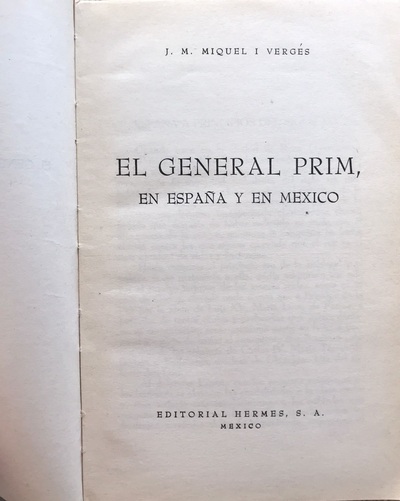 J. M. MIQUEL I VERGÉS
EL GENERAL PRIM,
EN ESPAÑA Y EN MEXICO
EDITORIAL HERMES, S. A.
MEXICO